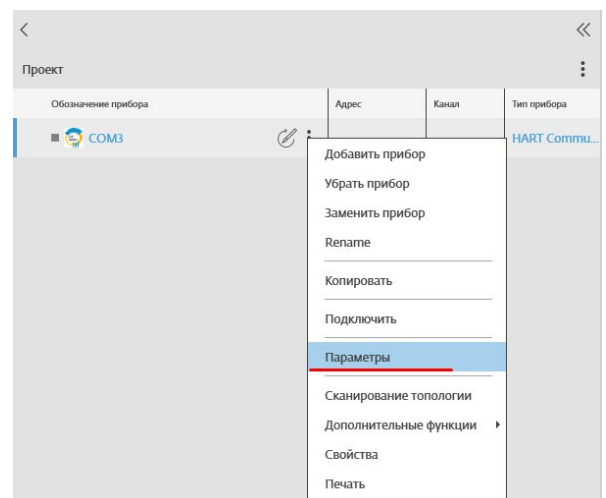 Проект
Обозначение прибора Адрес Канал Тип прибора
COM3 HART Commu...
Добавить прибор
Убрать прибор
Заменить прибор
Rename
Копировать
Подключить
Параметры
Сканирование топологии
Дополнительные функции
Свойства
Печать